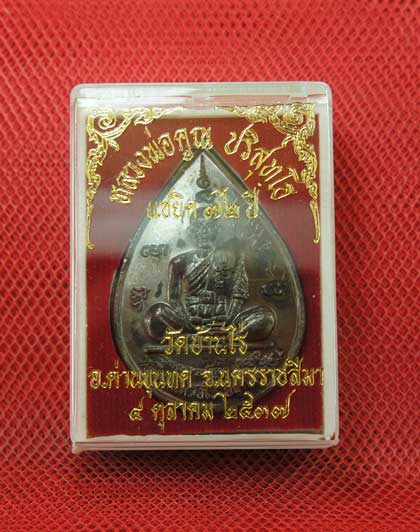 หลวงพ่อคูณ ปริสุทโธ
แซยิด ๗๒ ปี
วัดบ้านไร่
อ.ด่านขุนทด จ.นครราชสีมา
๔ ตุลาคม ๒๕๓๗